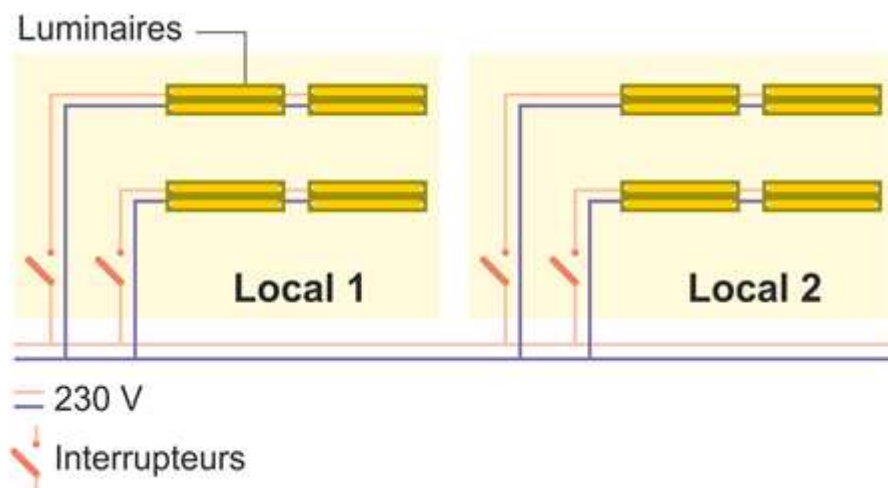 Luminaires
Local 1
Local 2
230 V
Interrupteurs